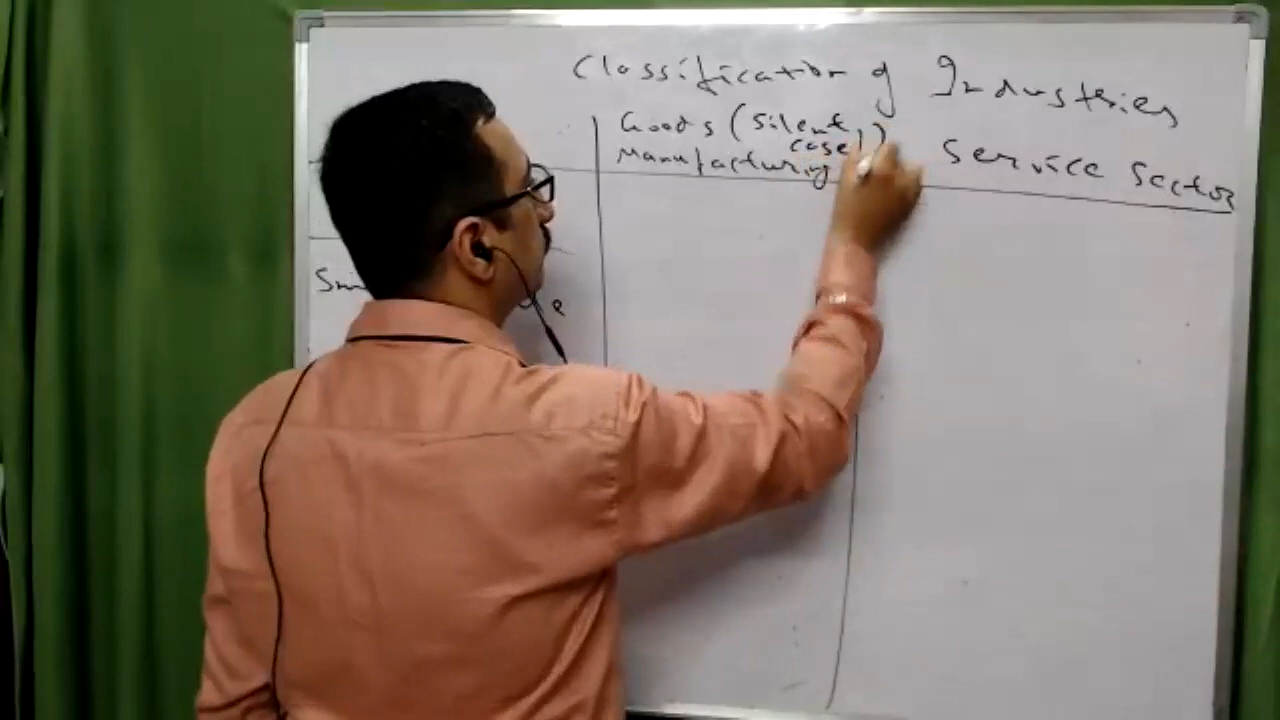 Classification of Industries
Goods (Silent
case)
Manufacturing
Service Sector